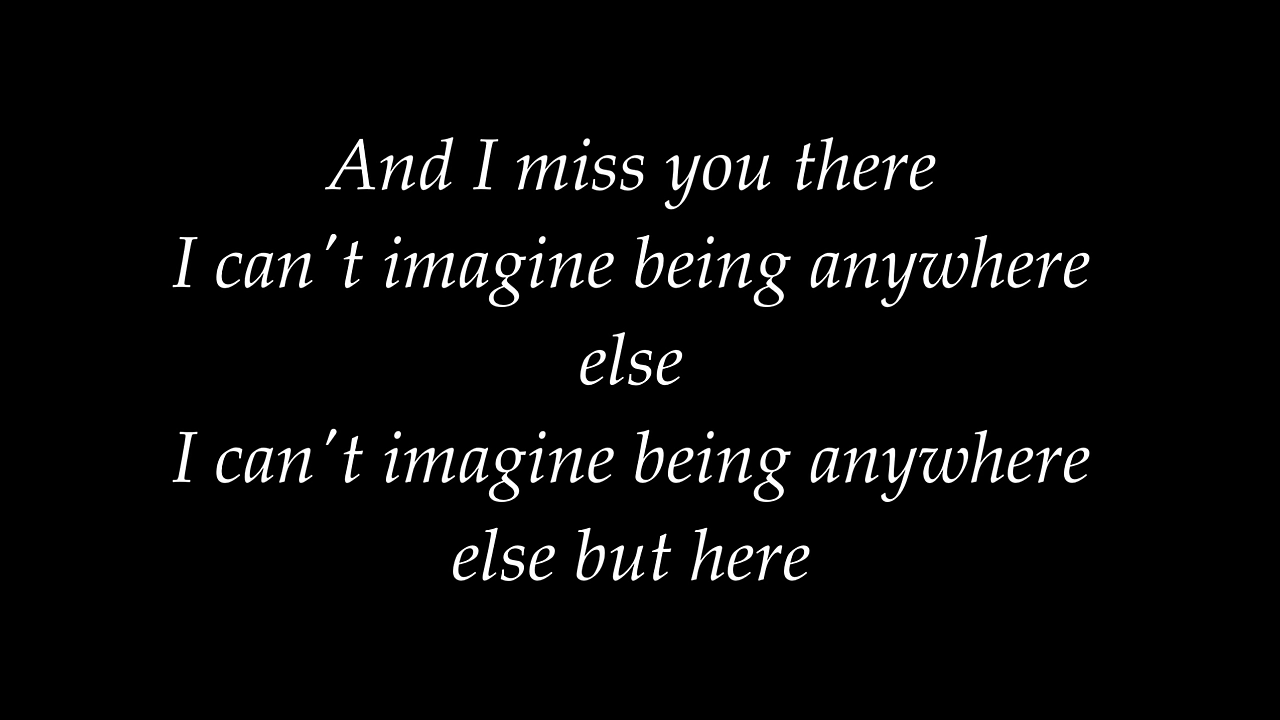 And I miss you there
I can't imagine being anywhere
else
I can't imagine being anywhere
else but here